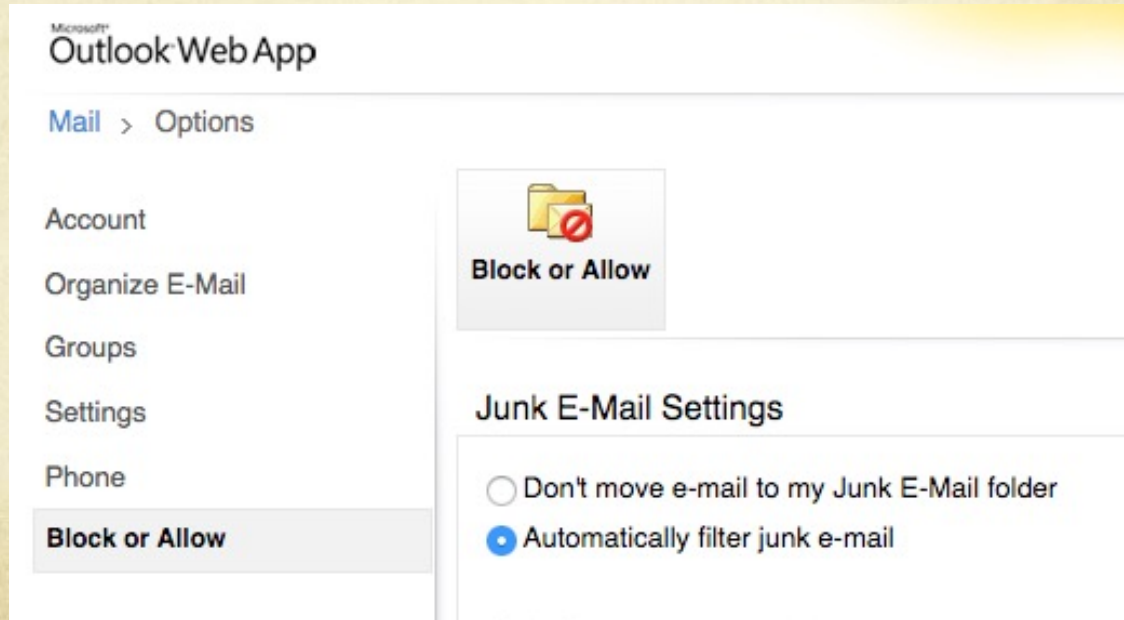 Microsoft®
Outlook Web App
Mail > Options
Account
Organize E-Mail
Groups
Settings
Phone
Block or Allow
Block or Allow
Junk E-Mail Settings
Don't move e-mail to my Junk E-Mail folder
Automatically filter junk e-mail